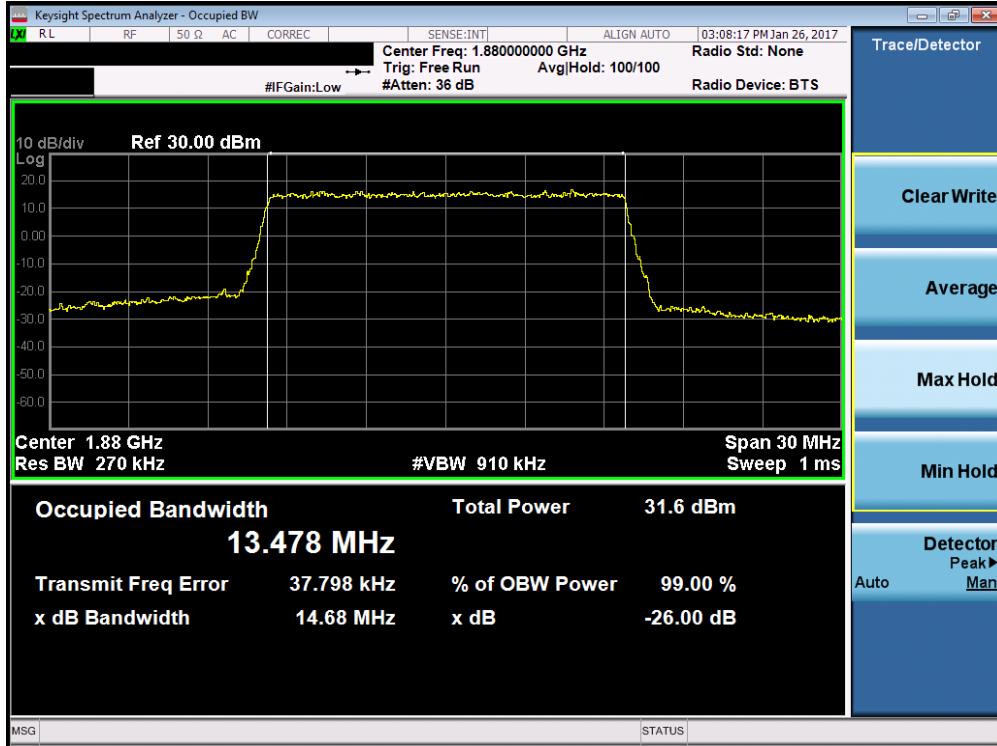 Keysight Spectrum Analyzer - Occupied BW
LXI RL RF 50 Ω AC CORREC SENSE:INT ALIGN AUTO 03:08:17 PM Jan 26, 2017
Center Freq: 1.880000000 GHz Radio Std: None
Trig: Free Run Avg|Hold: 100/100
#IFGain:Low #Atten: 36 dB Radio Device: BTS
10 dB/div Ref 30.00 dBm
Log
20.0
10.0
0.00
-10.0
-20.0
-30.0
-40.0
-50.0
-60.0
Center 1.88 GHz Span 30 MHz
Res BW 270 kHz #VBW 910 kHz Sweep 1 ms
Occupied Bandwidth Total Power 31.6 dBm
13.478 MHz
Transmit Freq Error 37.798 kHz % of OBW Power 99.00 %
x dB Bandwidth 14.68 MHz x dB -26.00 dB
MSG STATUS
Trace/Detector
Clear Write
Average
Max Hold
Min Hold
Detector
Peak▶
Auto Man